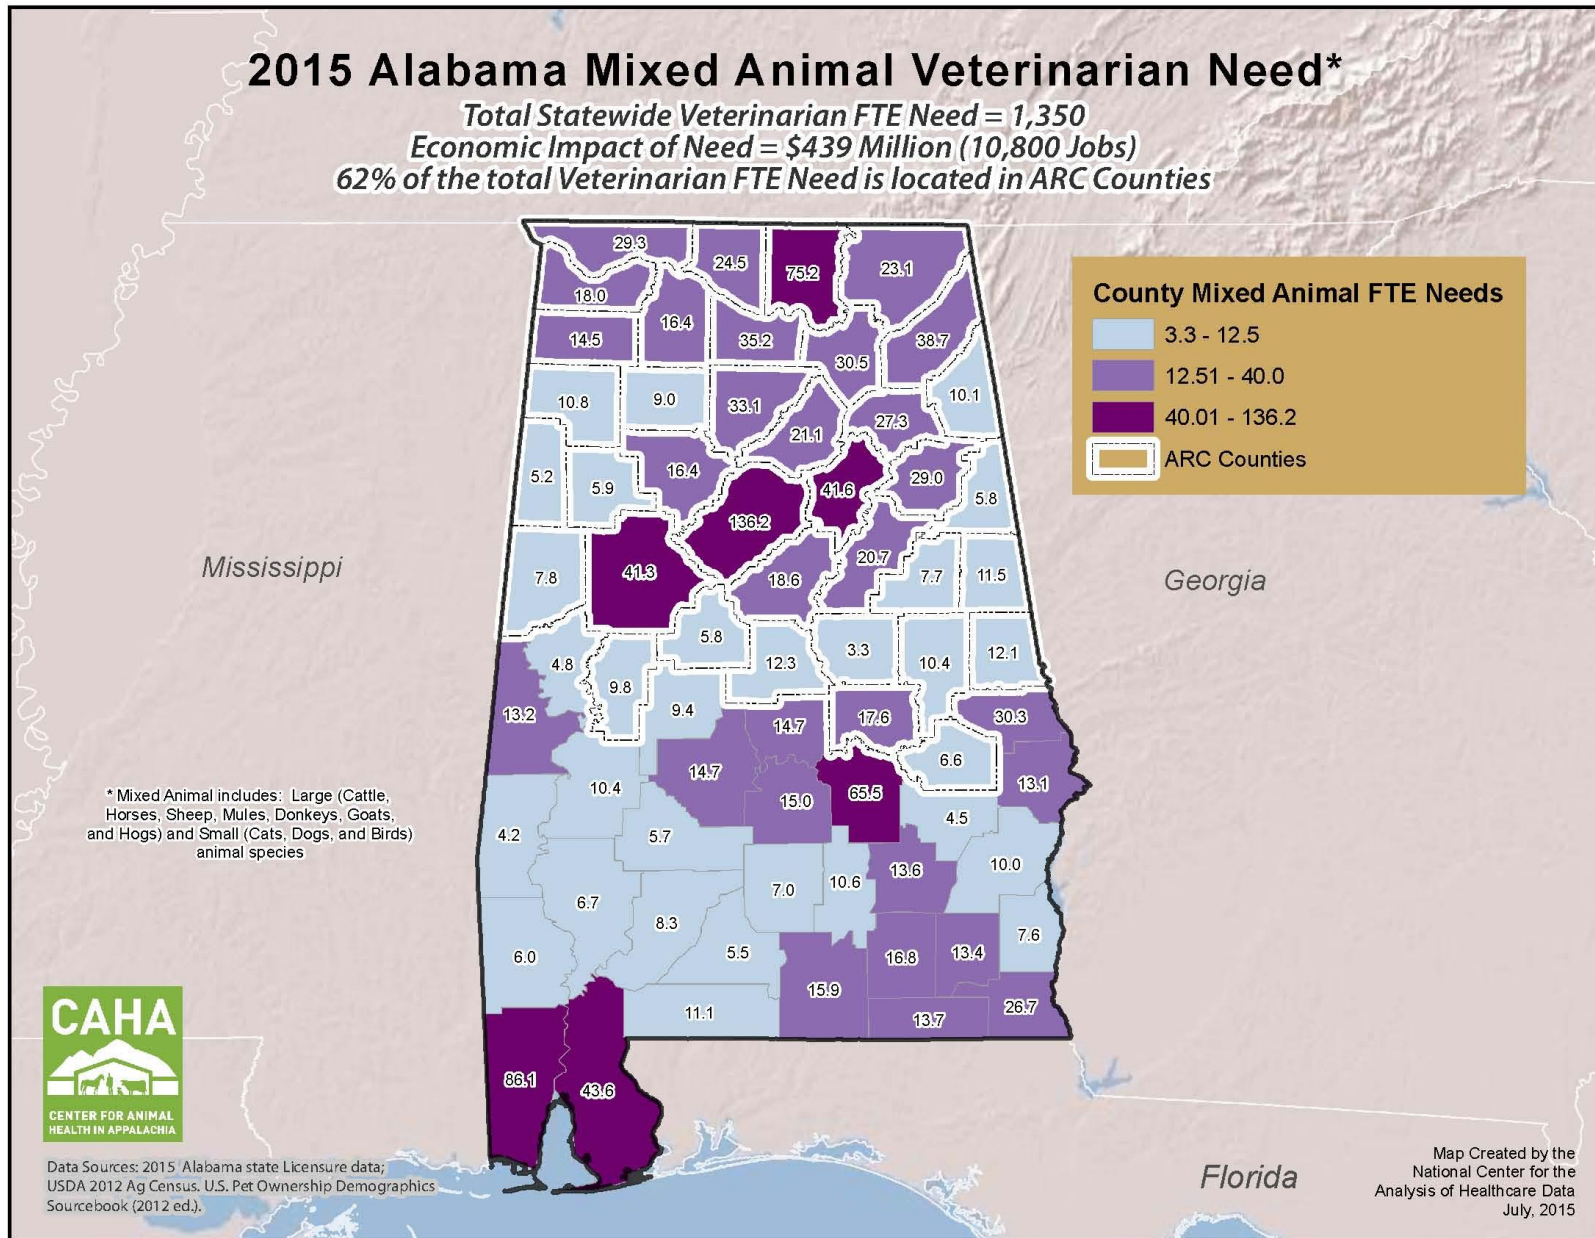 2015 Alabama Mixed Animal Veterinarian Need*
Total Statewide Veterinarian FTE Need = 1,350
Economic Impact of Need = $439 Million (10,800 Jobs)
62% of the total Veterinarian FTE Need is located in ARC Counties
County Mixed Animal FTE Needs
3.3 - 12.5
12.51 - 40.0
40.01 - 136.2
ARC Counties
29.3
24.5
75.2
23.1
18.0
16.4
14.5
35.2
30.5
38.7
10.8
9.0
33.1
10.1
21.1
27.3
5.2
5.9
16.4
41.6
29.0
5.8
136.2
7.8
41.3
18.6
20.7
7.7
11.5
4.8
5.8
12.3
3.3
10.4
12.1
9.8
13.2
9.4
14.7
17.6
30.3
6.6
13.1
14.7
10.4
15.0
65.5
4.5
4.2
5.7
10.0
13.6
7.0
10.6
6.7
8.3
7.6
6.0
5.5
16.8
13.4
15.9
11.1
13.7
26.7
86.1
43.6
Mississippi
Georgia
Florida
* Mixed Animal includes: Large (Cattle,
Horses, Sheep, Mules, Donkeys, Goats,
and Hogs) and Small (Cats, Dogs, and Birds)
animal species
CAHA
CENTER FOR ANIMAL
HEALTH IN APPALACHIA
Data Sources: 2015 Alabama state Licensure data;
USDA 2012 Ag Census. U.S. Pet Ownership Demographics
Sourcebook (2012 ed.).
Map Created by the
National Center for the
Analysis of Healthcare Data
July, 2015